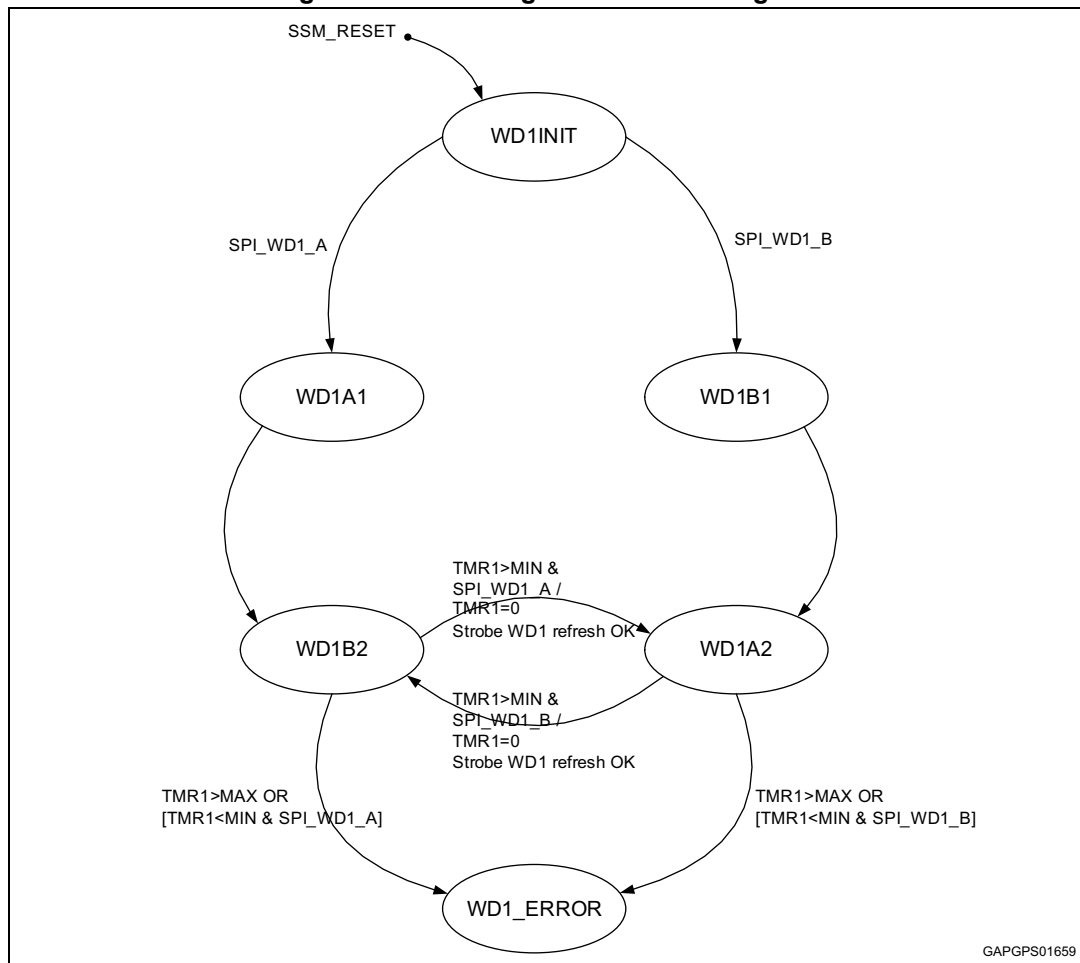 SSM_RESET
WD1INIT
SPI_WD1_A
SPI_WD1_B
WD1A1
WD1B1
TMR1>MIN &
SPI_WD1_A /
TMR1=0
Strobe WD1 refresh OK
WD1B2
WD1A2
TMR1>MIN &
SPI_WD1_B /
TMR1=0
Strobe WD1 refresh OK
TMR1>MAX OR
[TMR1<MIN & SPI_WD1_A]
TMR1>MAX OR
[TMR1<MIN & SPI_WD1_B]
WD1_ERROR
GAPGPS01659